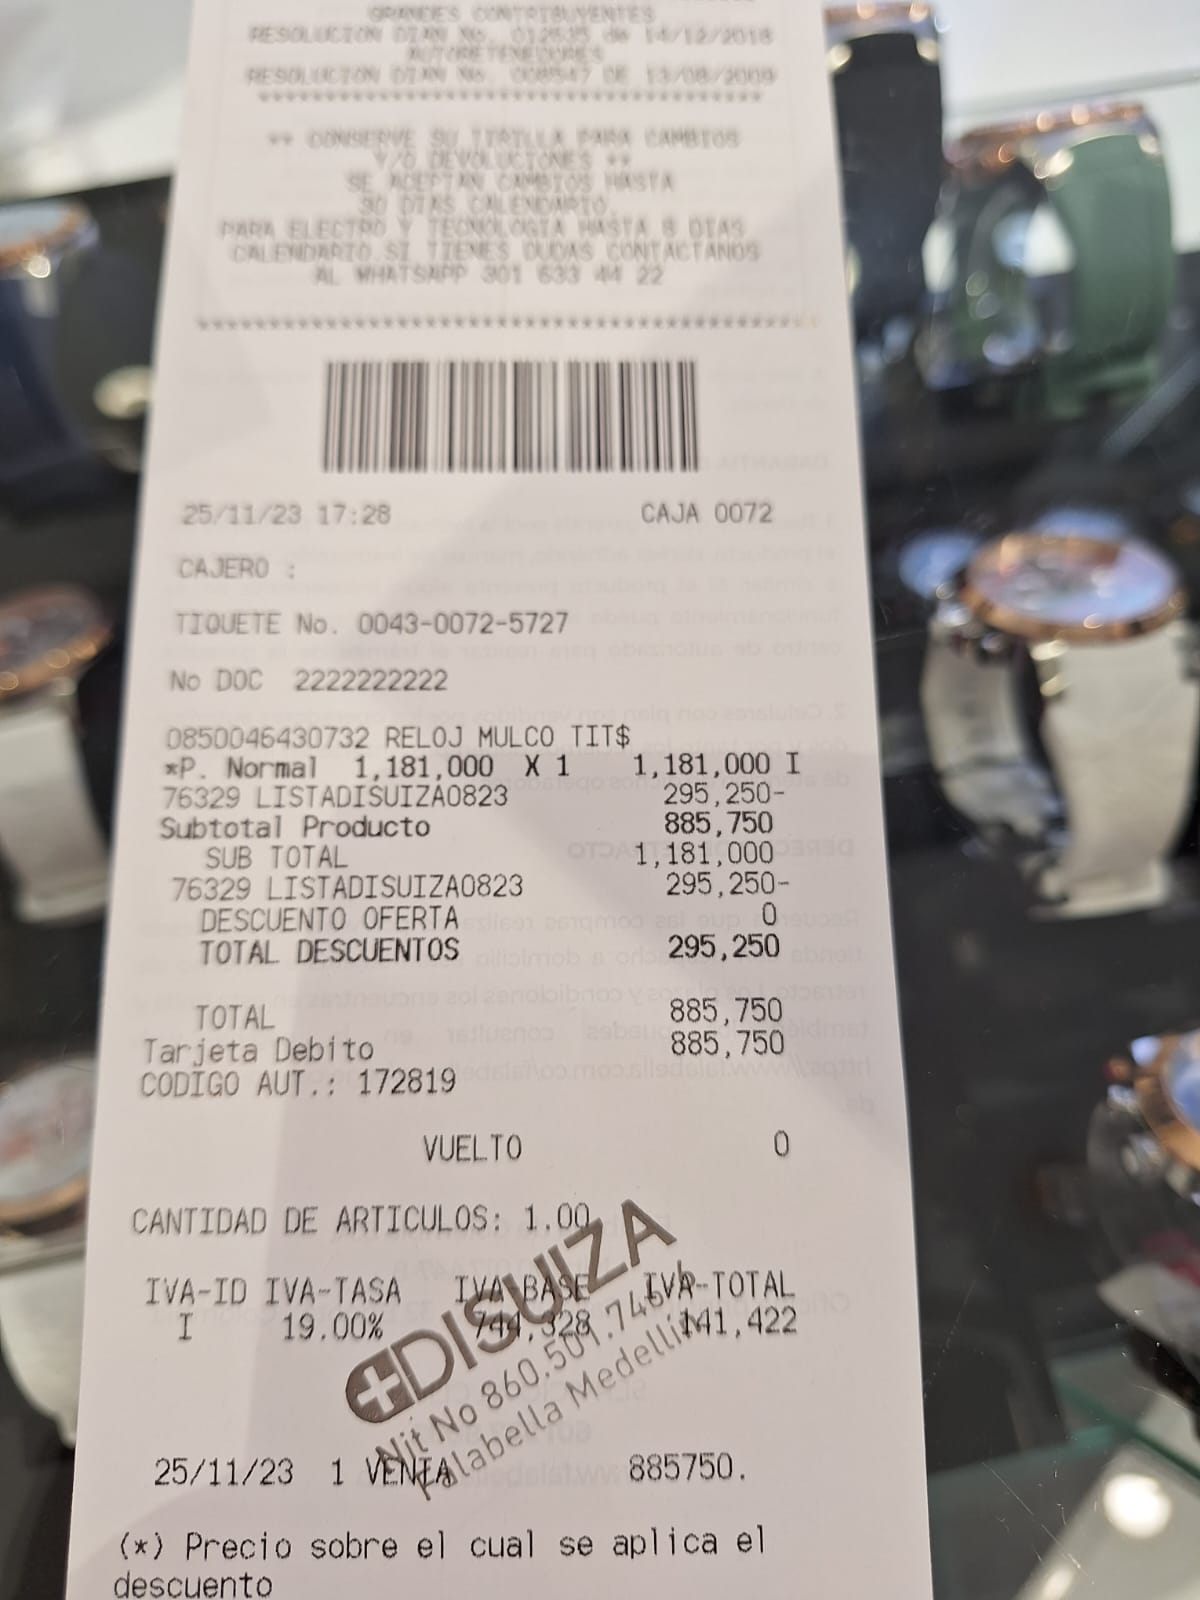 GRANDES CONTRIBUYENTES
RESOLUCION DIAN No. 012635 de 14/12/2018
AUTORETENEDORES
RESOLUCION DIAN No. 008547 DE 13/08/2009
** CONSERVE SU TIRILLA PARA CAMBIOS
Y/O DEVOLUCIONES **
SE ACEPTAN CAMBIOS HASTA
30 DIAS CALENDARIO.
PARA ELECTRO Y TECNOLOGIA HASTA 8 DIAS
CALENDARIO.SI TIENES DUDAS CONTACTANOS
AL WHATSAPP 301 633 44 22
25/11/23 17:28 CAJA 0072
CAJERO :
TIQUETE No. 0043-0072-5727
No DOC 2222222222
0850046430732 RELOJ MULCO TIT$
*P. Normal 1,181,000 X 1 1,181,000 I
76329 LISTADISUIZA0823 295,250-
Subtotal Producto 885,750
SUB TOTAL 1,181,000
76329 LISTADISUIZA0823 295,250-
DESCUENTO OFERTA 0
TOTAL DESCUENTOS 295,250
TOTAL 885,750
Tarjeta Debito 885,750
CODIGO AUT.: 172819
VUELTO 0
CANTIDAD DE ARTICULOS: 1.00
IVA-ID IVA-TASA IVA BASE IVA-TOTAL
I 19.00% 744,328 141,422
DISUIZA
Nit No 860.501.746
Falabella Medellín
25/11/23 1 VENTA 885750.
(*) Precio sobre el cual se aplica el
descuento